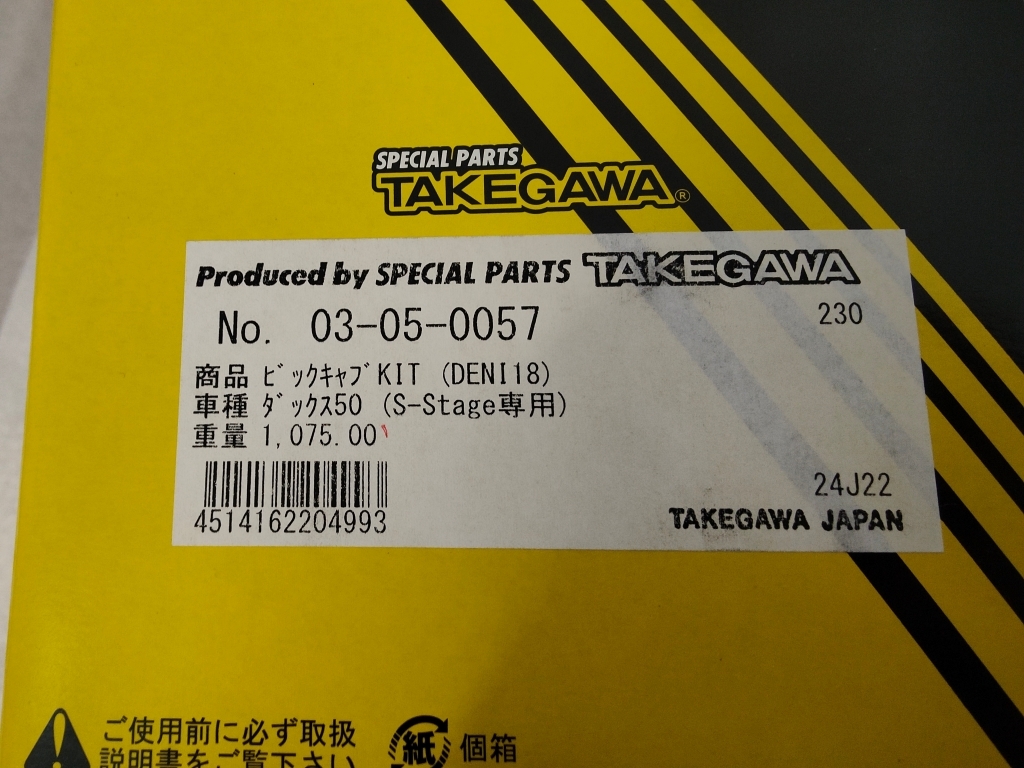 SPECIAL PARTS
TAKEGAWA®
Produced by SPECIAL PARTS TAKEGAWA
No. 03-05-0057 230
商品 ﾋﾞｯｸｷｬﾌﾞKIT (DENI18)
車種 ﾀﾞｯｸｽ50 (S-Stage専用)
重量 1,075.00
4514162204993
24J22
TAKEGAWA JAPAN
ご使用前に必ず取扱
説明書をご覧下さい
紙 個箱